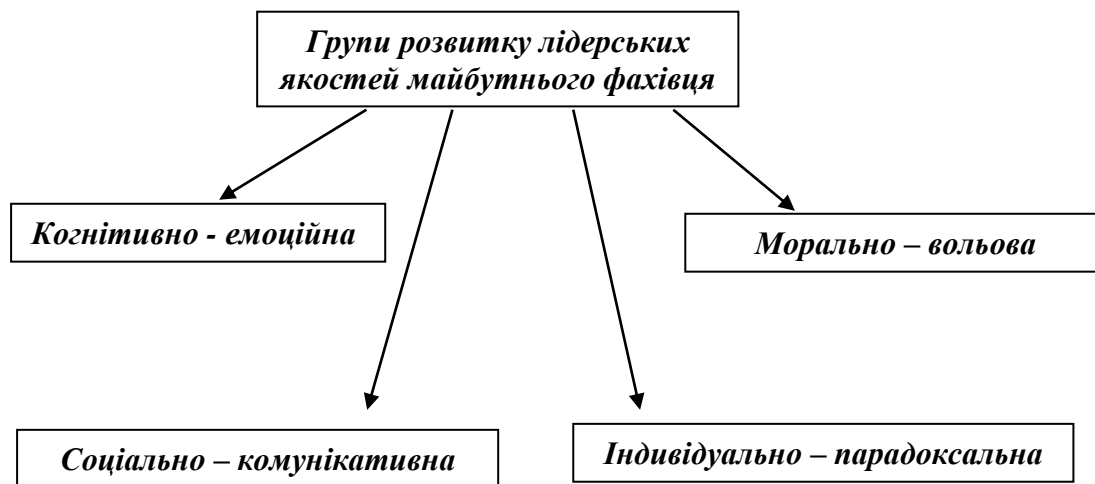 Групи розвитку лідерських
якостей майбутнього фахівця
Когнітивно - емоційна
Морально – вольова
Соціально – комунікативна
Індивідуально – парадоксальна